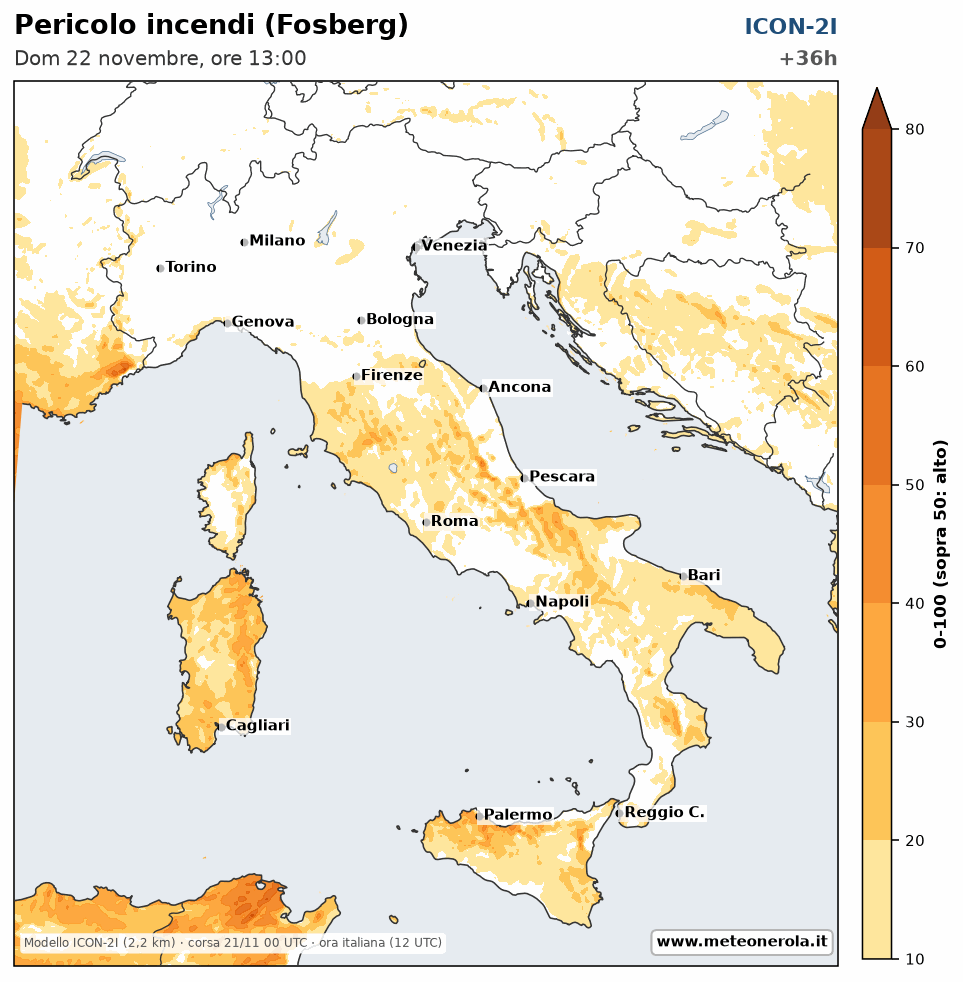 Pericolo incendi (Fosberg)
ICON-2I
Dom 22 novembre, ore 13:00
+36h
80
70
60
50
40
30
20
10
0-100 (sopra 50: alto)
Milano
Venezia
Torino
Genova
Bologna
Firenze
Ancona
Pescara
Roma
Bari
Napoli
Cagliari
Palermo
Reggio C.
Modello ICON-2I (2,2 km) · corsa 21/11 00 UTC · ora italiana (12 UTC)
www.meteonerola.it